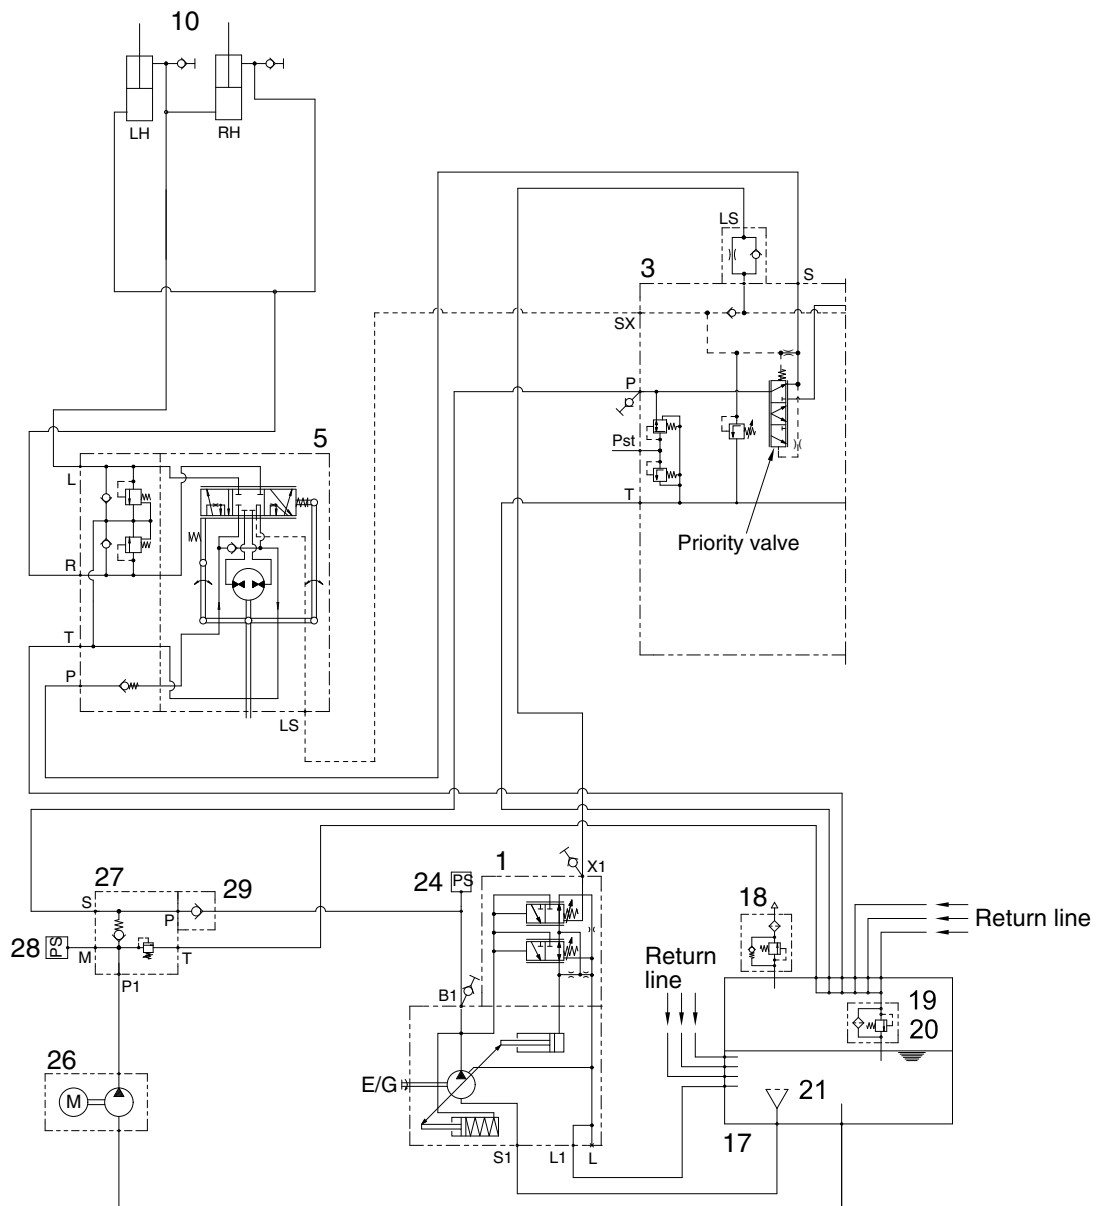 10
LH
RH
LS
S
3
SX
P
Pst
T
Priority valve
5
L
R
T
P
LS
1
X1
27
29
24
PS
S
P
28
PS
M
T
P1
B1
18
Return line
Return
line
19
20
26
M
E/G
21
17
S1
L1
L